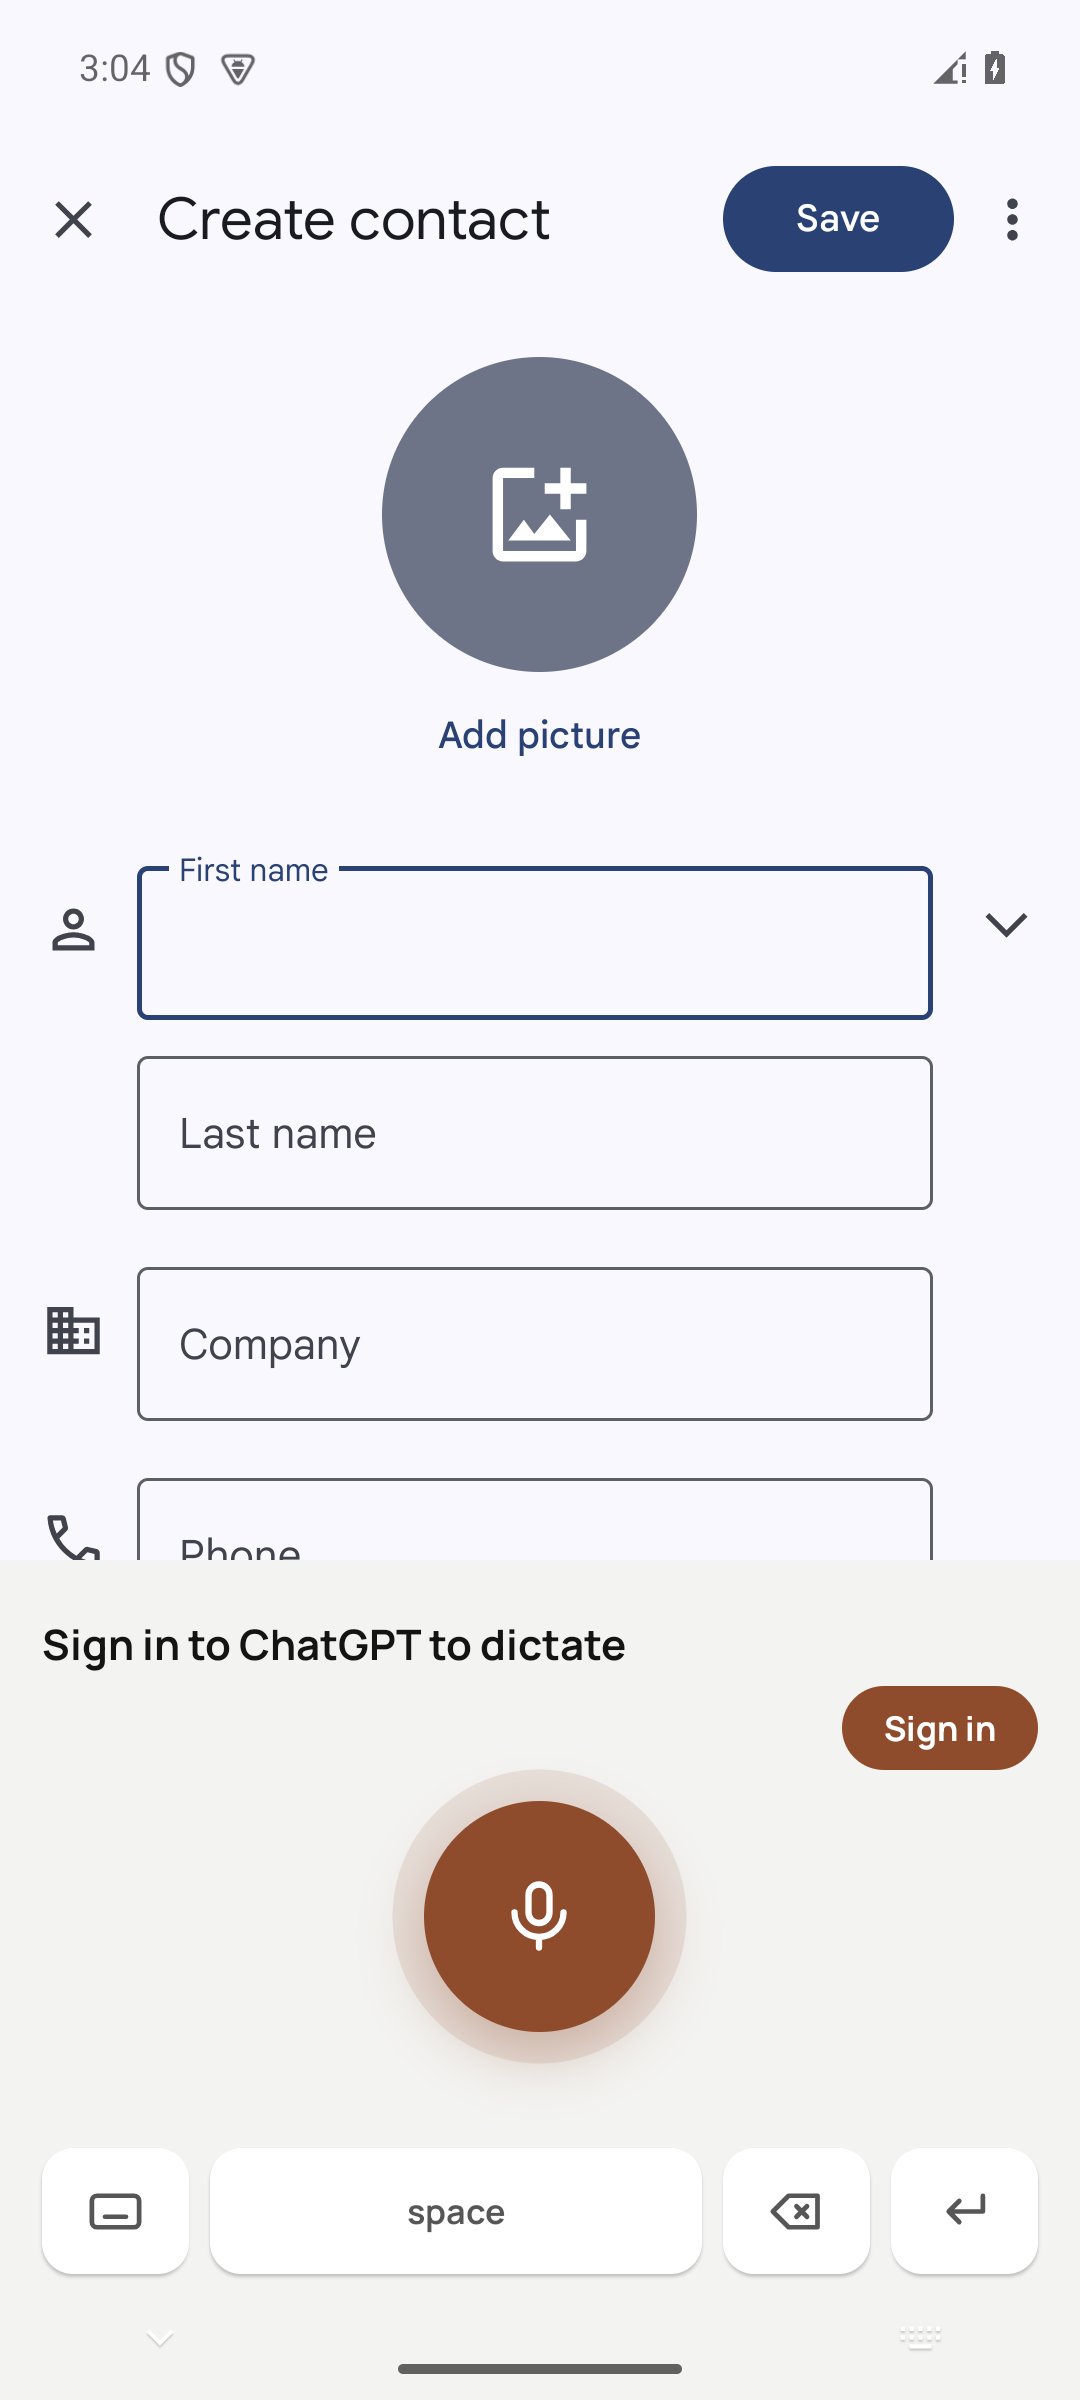 3:04
Create contact
Save
Add picture
First name
Last name
Company
Phone
Sign in to ChatGPT to dictate
Sign in
space